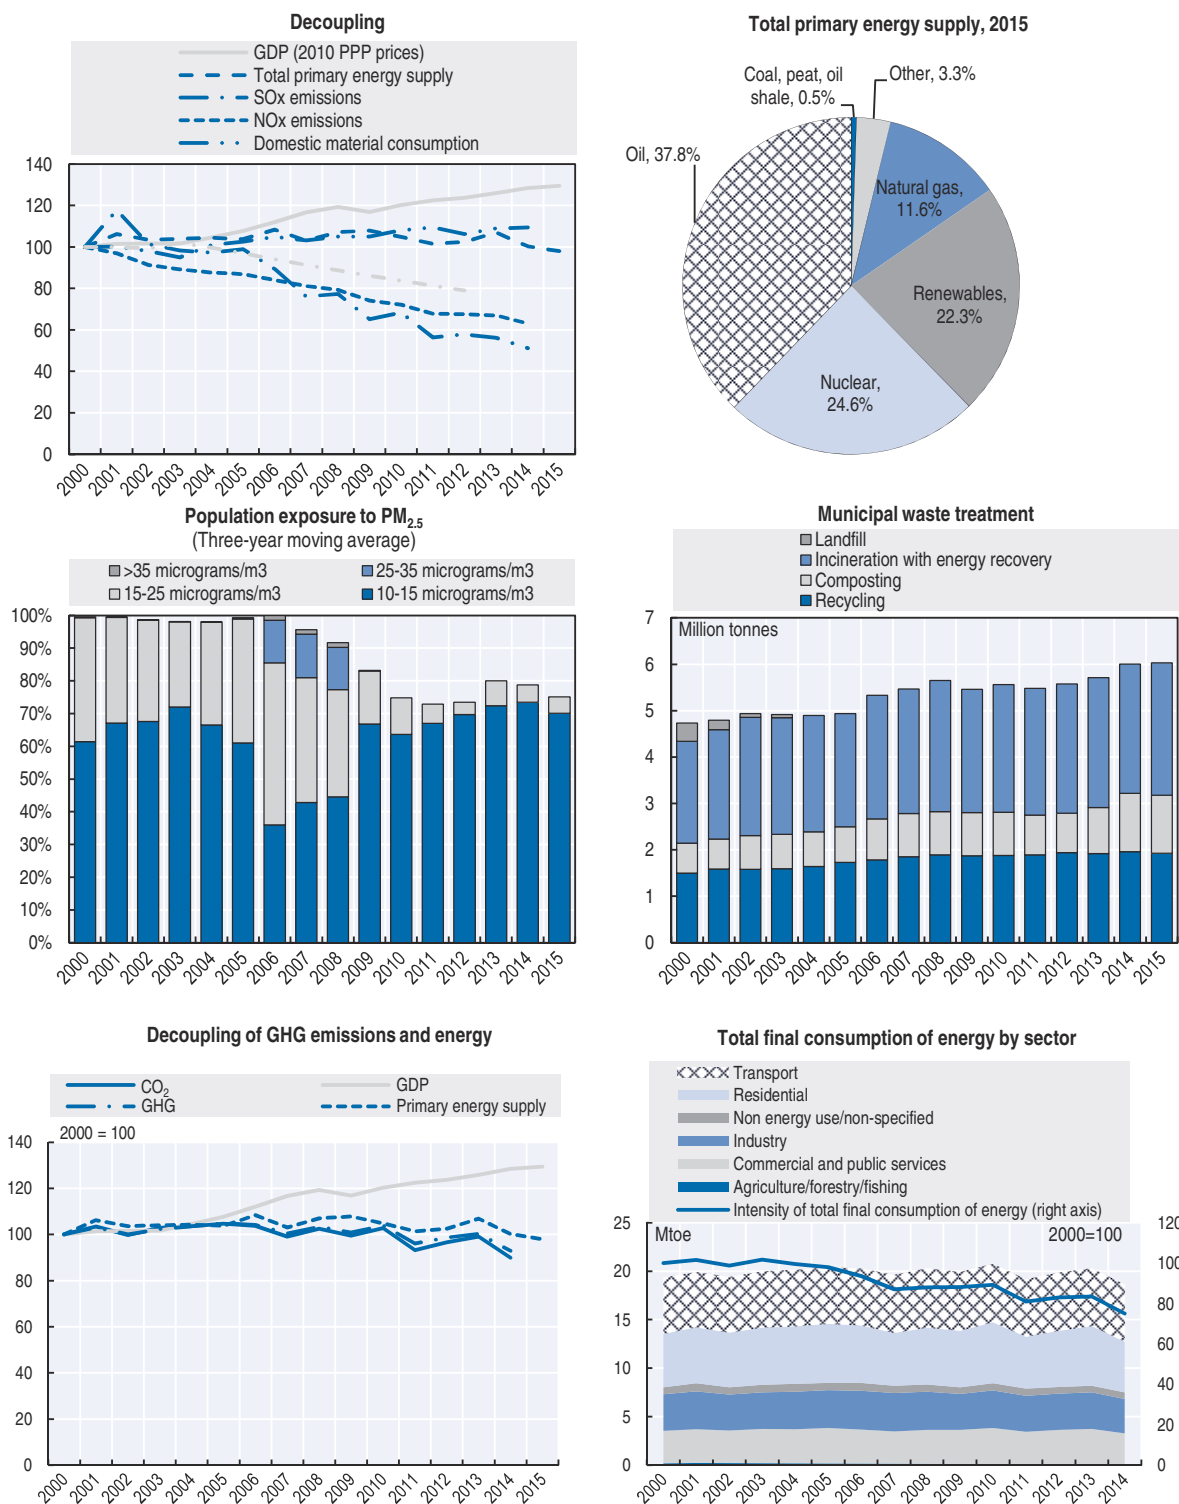 Decoupling
GDP (2010 PPP prices)
Total primary energy supply
SOx emissions
NOx emissions
Domestic material consumption
140
120
100
80
60
40
20
0
2000 2001 2002 2003 2004 2005 2006 2007 2008 2009 2010 2011 2012 2013 2014 2015
Total primary energy supply, 2015
Coal, peat, oil
shale, 0.5%
Other, 3.3%
Oil, 37.8%
Natural gas,
11.6%
Renewables,
22.3%
Nuclear,
24.6%
Population exposure to PM2.5
(Three-year moving average)
>35 micrograms/m3
25-35 micrograms/m3
15-25 micrograms/m3
10-15 micrograms/m3
100%
90%
80%
70%
60%
50%
40%
30%
20%
10%
0%
2000 2001 2002 2003 2004 2005 2006 2007 2008 2009 2010 2011 2012 2013 2014 2015
Municipal waste treatment
Landfill
Incineration with energy recovery
Composting
Recycling
Million tonnes
7
6
5
4
3
2
1
0
2000 2001 2002 2003 2004 2005 2006 2007 2008 2009 2010 2011 2012 2013 2014 2015
Decoupling of GHG emissions and energy
CO2
GDP
GHG
Primary energy supply
2000 = 100
140
120
100
80
60
40
20
0
2000 2001 2002 2003 2004 2005 2006 2007 2008 2009 2010 2011 2012 2013 2014 2015
Total final consumption of energy by sector
Transport
Residential
Non energy use/non-specified
Industry
Commercial and public services
Agriculture/forestry/fishing
Intensity of total final consumption of energy (right axis)
Mtoe
2000=100
25
20
15
10
5
0
120
100
80
60
40
20
0
2000 2001 2002 2003 2004 2005 2006 2007 2008 2009 2010 2011 2012 2013 2014